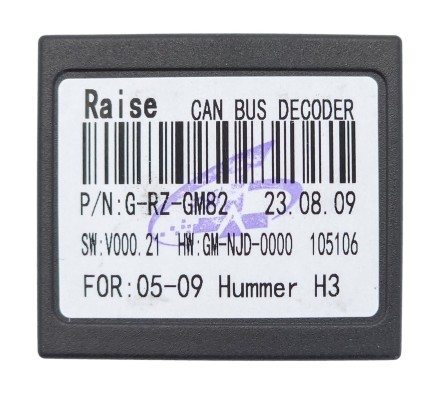 Raise CAN BUS DECODER
P/N:G-RZ-GM82 23.08.09
SW:V000.21 HW:GM-NJD-0000 105106
FOR:05-09 Hummer H3